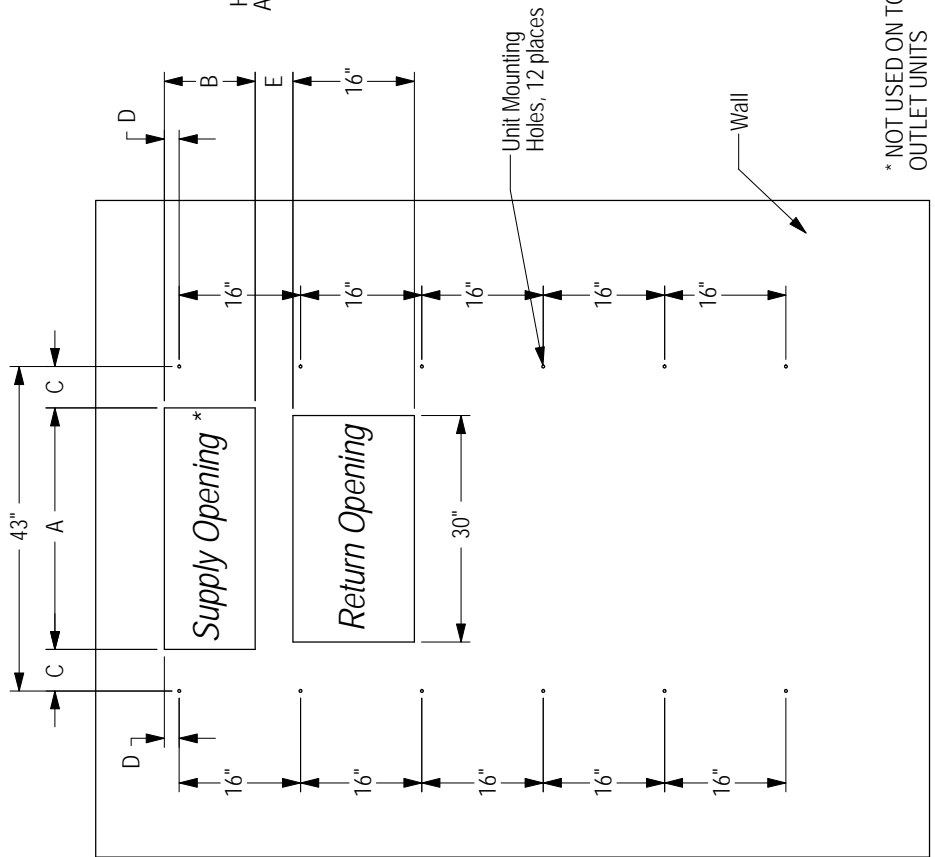 H
A
43"
C
A
C
D
D
B
E
16"
Supply Opening *
Return Opening
30"
16"
16"
16"
16"
16"
16"
16"
16"
16"
16"
Unit Mounting
Holes, 12 places
Wall
* NOT USED ON TO
OUTLET UNITS